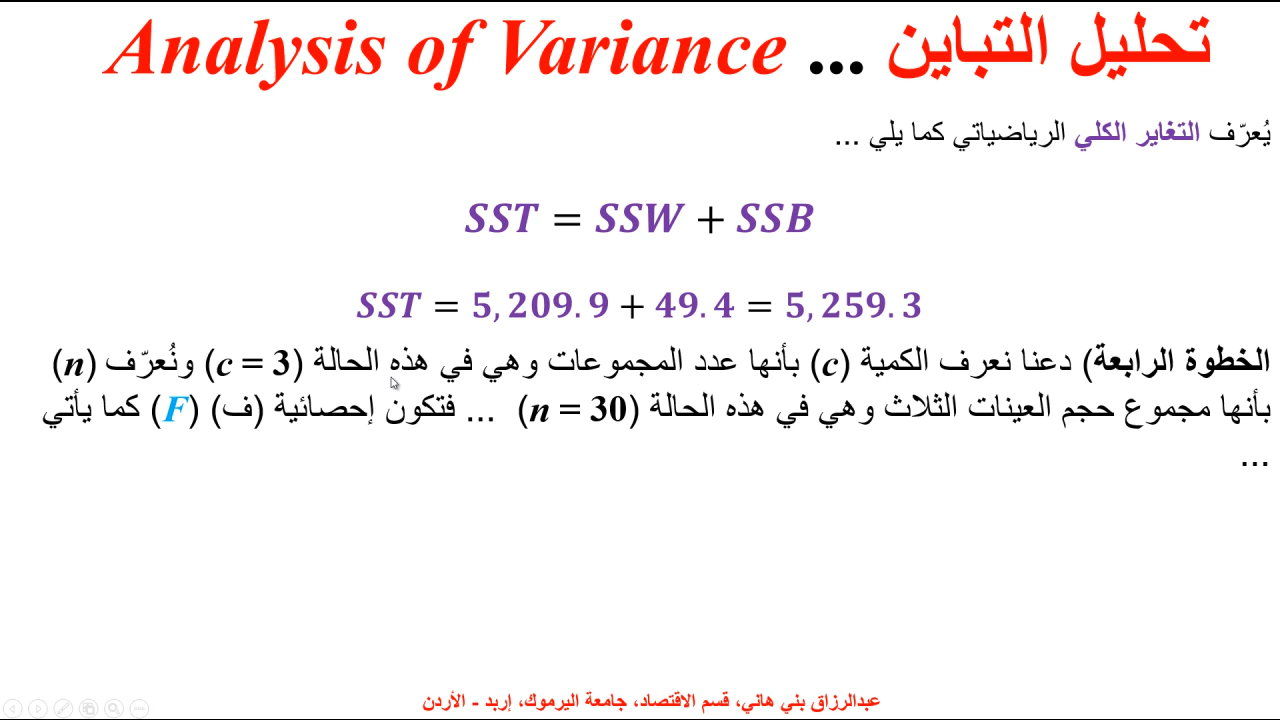 تحليل التباين ... Analysis of Variance
يُعرّف التغاير الكلي الرياضياتي كما يلي ...
SST = SSW + SSB
SST = 5,209.9 + 49.4 = 5,259.3
الخطوة الرابعة) دعنا نعرف الكمية (c) بأنها عدد المجموعات وهي في هذه الحالة (c = 3) ونُعرّف (n)
بأنها مجموع حجم العينات الثلاث وهي في هذه الحالة (n = 30) ... فتكون إحصائية (ف) (F) كما يأتي
...
عبدالرزاق بني هاني، قسم الاقتصاد، جامعة اليرموك، إربد - الأردن